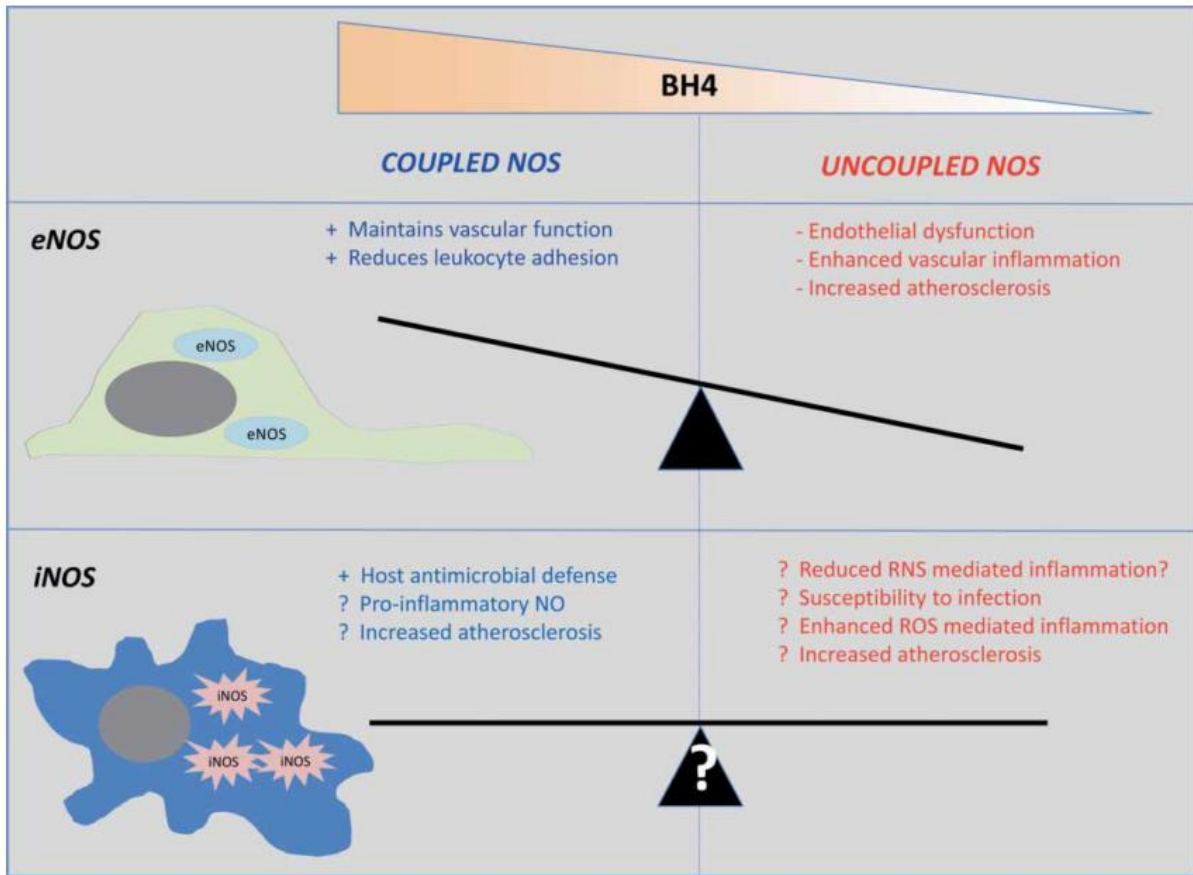 BH4
COUPLED NOS
UNCOUPLED NOS
eNOS
+ Maintains vascular function
+ Reduces leukocyte adhesion
- Endothelial dysfunction
- Enhanced vascular inflammation
- Increased atherosclerosis
eNOS
eNOS
iNOS
+ Host antimicrobial defense
? Pro-inflammatory NO
? Increased atherosclerosis
? Reduced RNS mediated inflammation?
? Susceptibility to infection
? Enhanced ROS mediated inflammation
? Increased atherosclerosis
iNOS
iNOS
iNOS
?